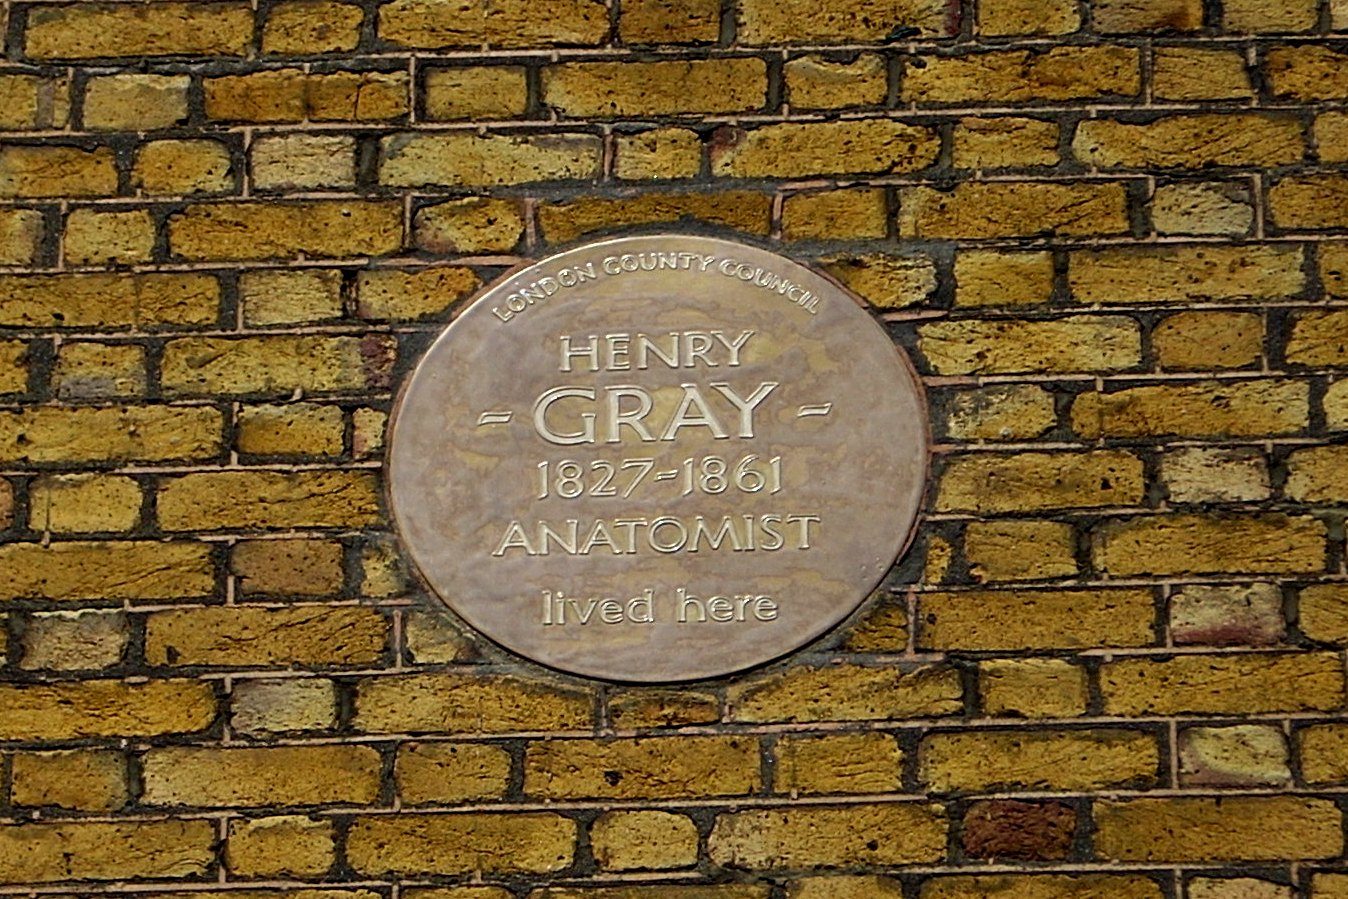 LONDON COUNTY COUNCIL
HENRY
- GRAY -
1827-1861
ANATOMIST
lived here